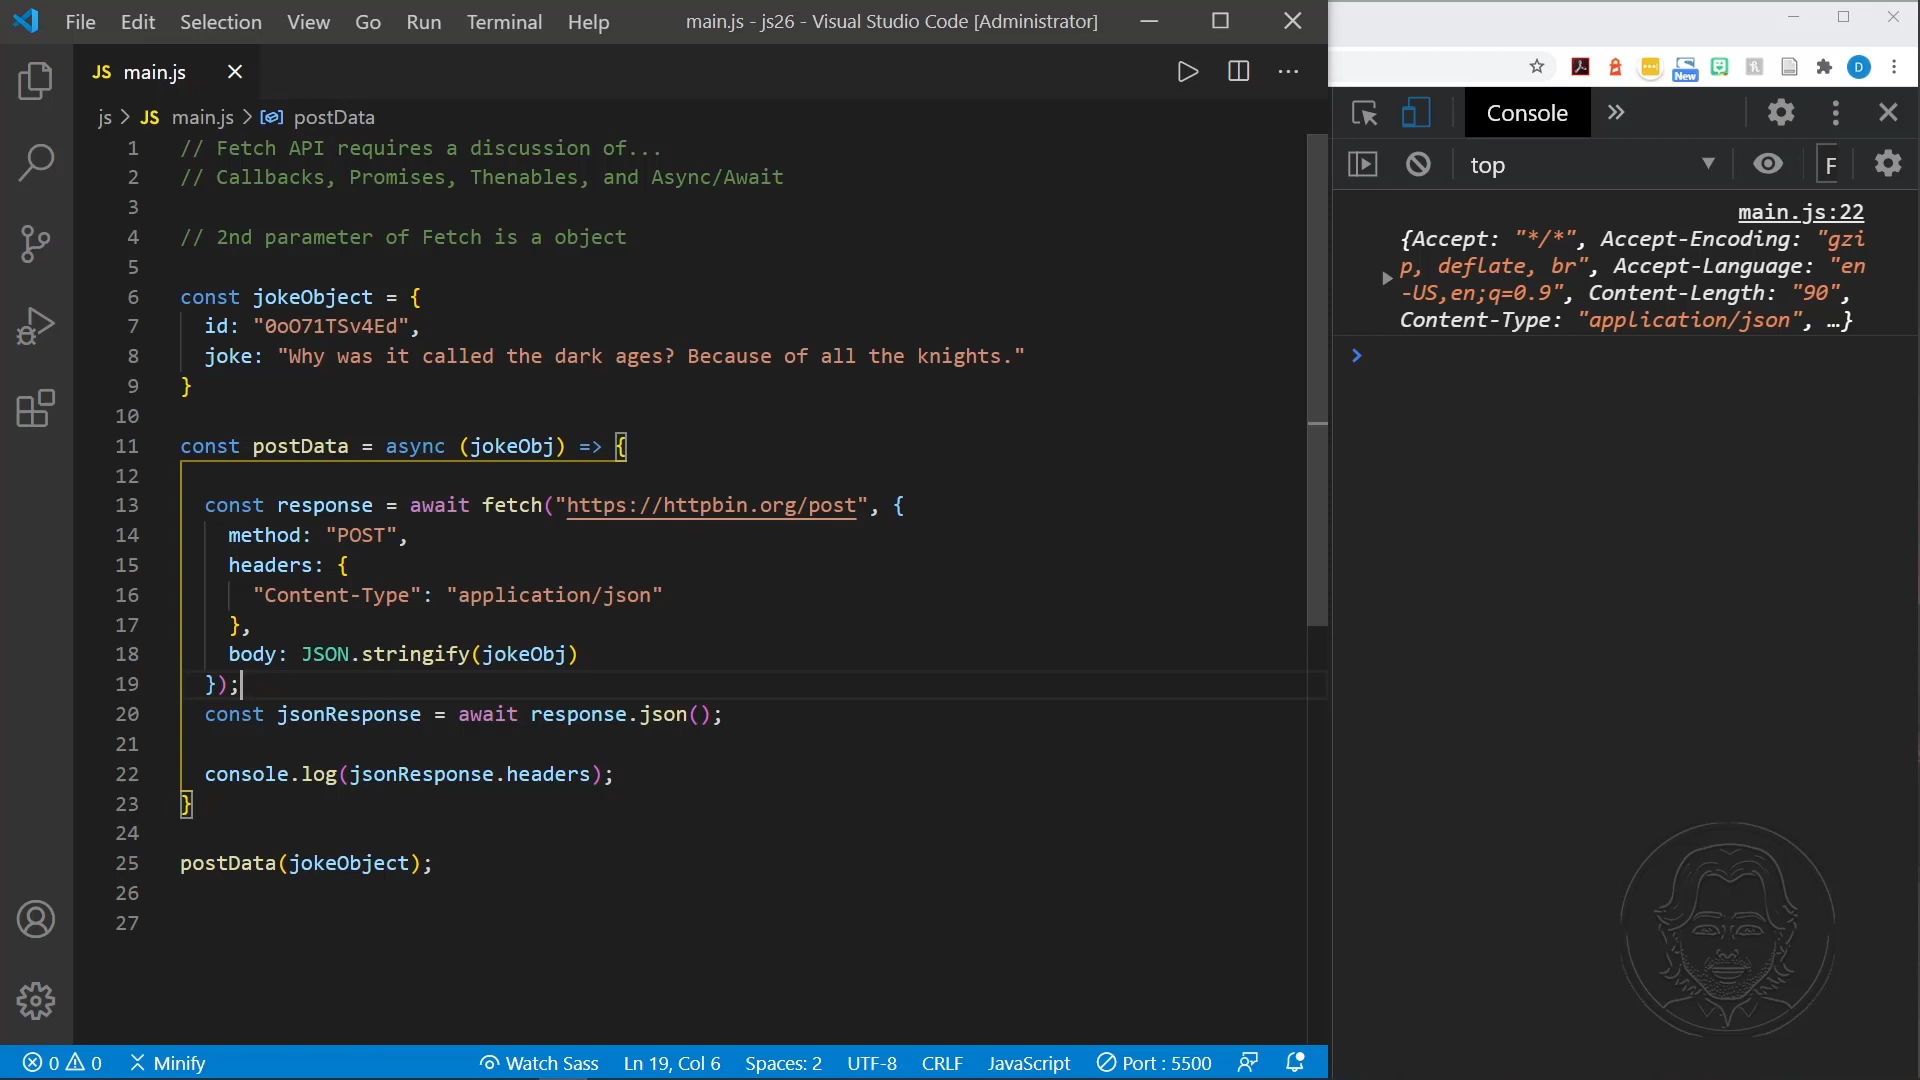 File Edit Selection View Go Run Terminal Help main.js - js26 - Visual Studio Code [Administrator]
JS main.js
js > JS main.js > postData
1 // Fetch API requires a discussion of...
2 // Callbacks, Promises, Thenables, and Async/Await
3
4 // 2nd parameter of Fetch is a object
5
6 const jokeObject = {
7 id: "0oO71TSv4Ed",
8 joke: "Why was it called the dark ages? Because of all the knights."
9 }
10
11 const postData = async (jokeObj) => {
12
13 const response = await fetch("https://httpbin.org/post", {
14 method: "POST",
15 headers: {
16 "Content-Type": "application/json"
17 },
18 body: JSON.stringify(jokeObj)
19 });
20 const jsonResponse = await response.json();
21
22 console.log(jsonResponse.headers);
23 }
24
25 postData(jokeObject);
26
27
0 0 Minify Watch Sass Ln 19, Col 6 Spaces: 2 UTF-8 CRLF JavaScript Port : 5500
New D
Console
top F
main.js:22
{Accept: "*/*", Accept-Encoding: "gzi
p, deflate, br", Accept-Language: "en
-US,en;q=0.9", Content-Length: "90",
Content-Type: "application/json", …}